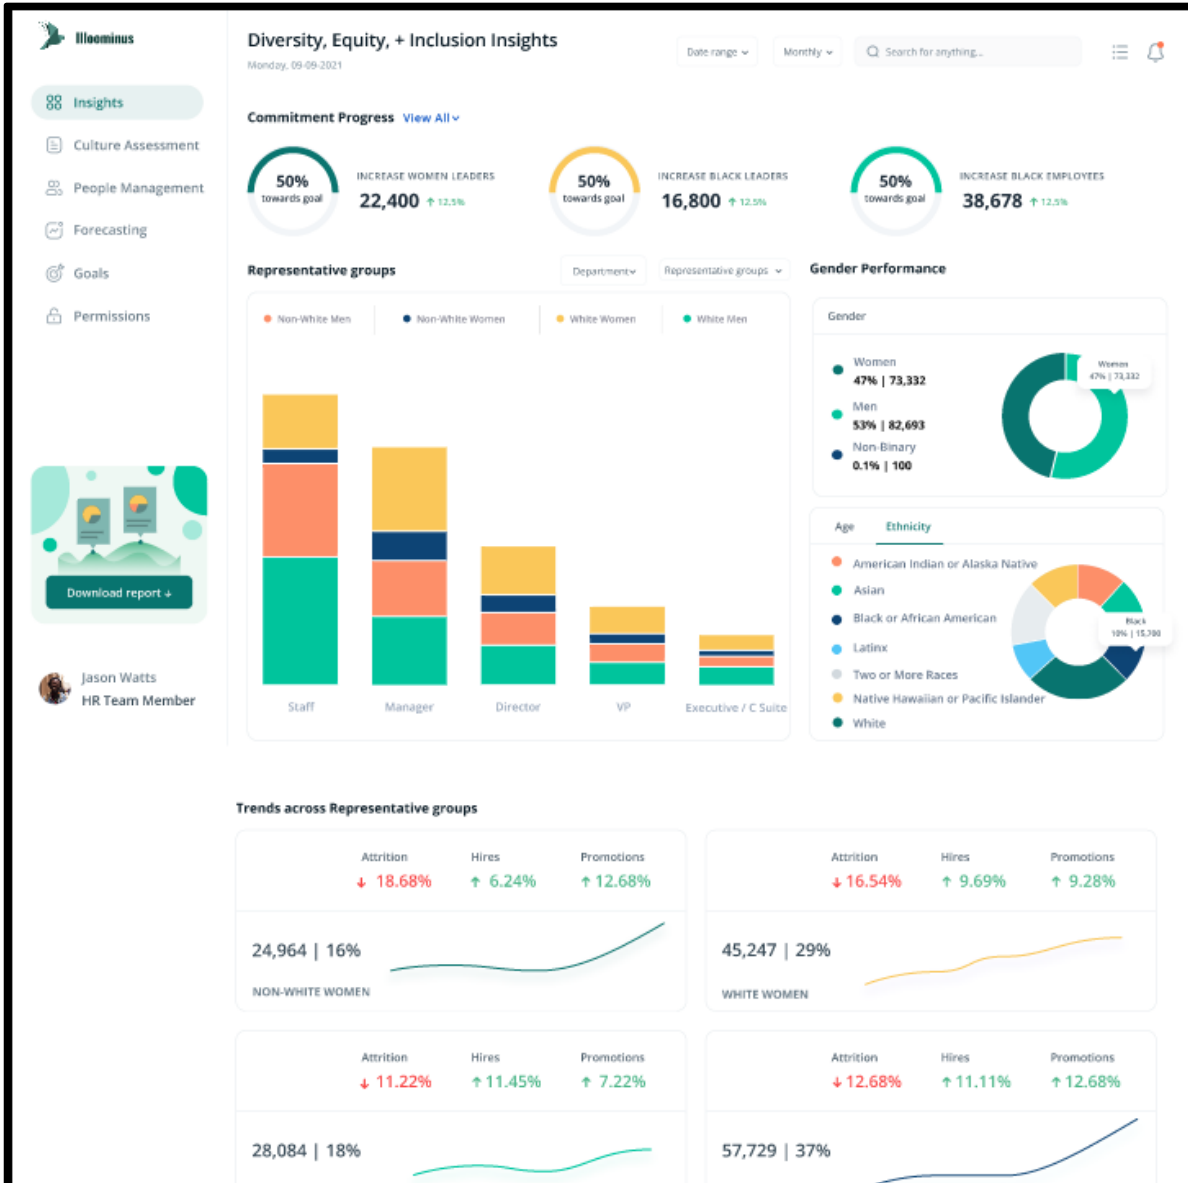 Illoominus
Insights
Culture Assessment
People Management
Forecasting
Goals
Permissions
Download report ↓
Jason Watts
HR Team Member
Diversity, Equity, + Inclusion Insights
Monday, 09-09-2021
Date range
Monthly
Search for anything...
Commitment Progress View All
50%
towards goal
INCREASE WOMEN LEADERS
22,400 ↑ 12.5%
50%
towards goal
INCREASE BLACK LEADERS
16,800 ↑ 12.5%
50%
towards goal
INCREASE BLACK EMPLOYEES
38,678 ↑ 12.5%
Representative groups
Department
Representative groups
Non-White Men
Non-White Women
White Women
White Men
Staff
Manager
Director
VP
Executive / C Suite
Gender Performance
Gender
Women
47% | 73,332
Men
53% | 82,693
Non-Binary
0.1% | 100
Women
47% | 73,332
Age
Ethnicity
American Indian or Alaska Native
Asian
Black or African American
Latinx
Two or More Races
Native Hawaiian or Pacific Islander
White
Black
10% | 15,700
Trends across Representative groups
Attrition Hires Promotions
↓ 18.68% ↑ 6.24% ↑ 12.68%
24,964 | 16%
NON-WHITE WOMEN
Attrition Hires Promotions
↓ 16.54% ↑ 9.69% ↑ 9.28%
45,247 | 29%
WHITE WOMEN
Attrition Hires Promotions
↓ 11.22% ↑ 11.45% ↑ 7.22%
28,084 | 18%
Attrition Hires Promotions
↓ 12.68% ↑ 11.11% ↑ 12.68%
57,729 | 37%